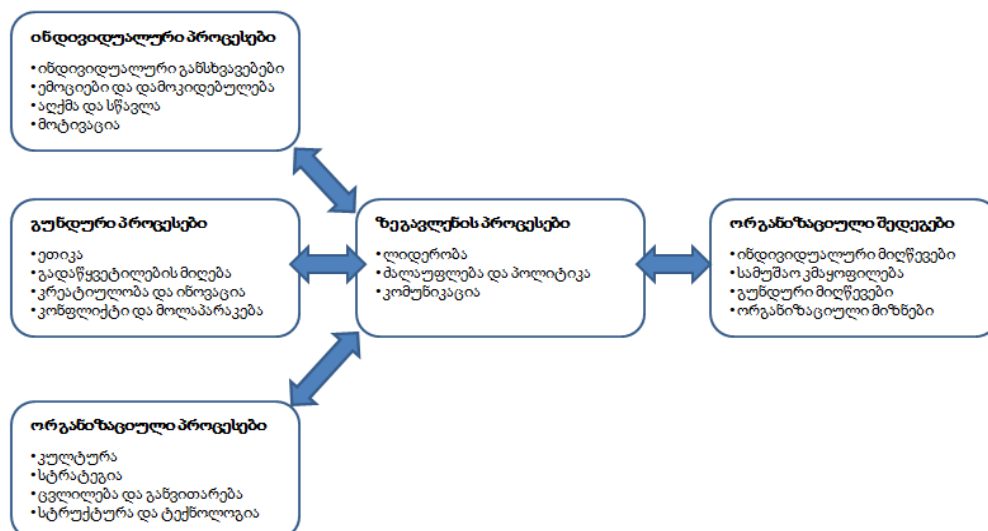 ინდივიდუალური პროცესები
•ინდივიდუალური განსხვავებები
•ემოციები და დამოკიდებულება
•აღქმა და სწავლა
•მოტივაცია
გუნდური პროცესები
•ეთიკა
•გადაწყვეტილების მიღება
•კრეატიულობა და ინოვაცია
•კონფლიქტი და მოლაპარაკება
ზეგავლენის პროცესები
•ლიდერობა
•ძალაუფლება და პოლიტიკა
•კომუნიკაცია
ორგანიზაციული შედეგები
•ინდივიდუალური მიღწევები
•სამუშაო კმაყოფილება
•გუნდური მიღწევები
•ორგანიზაციული მიზნები
ორგანიზაციული პროცესები
•კულტურა
•სტრატეგია
•ცვლილება და განვითარება
•სტრუქტურა და ტექნოლოგია